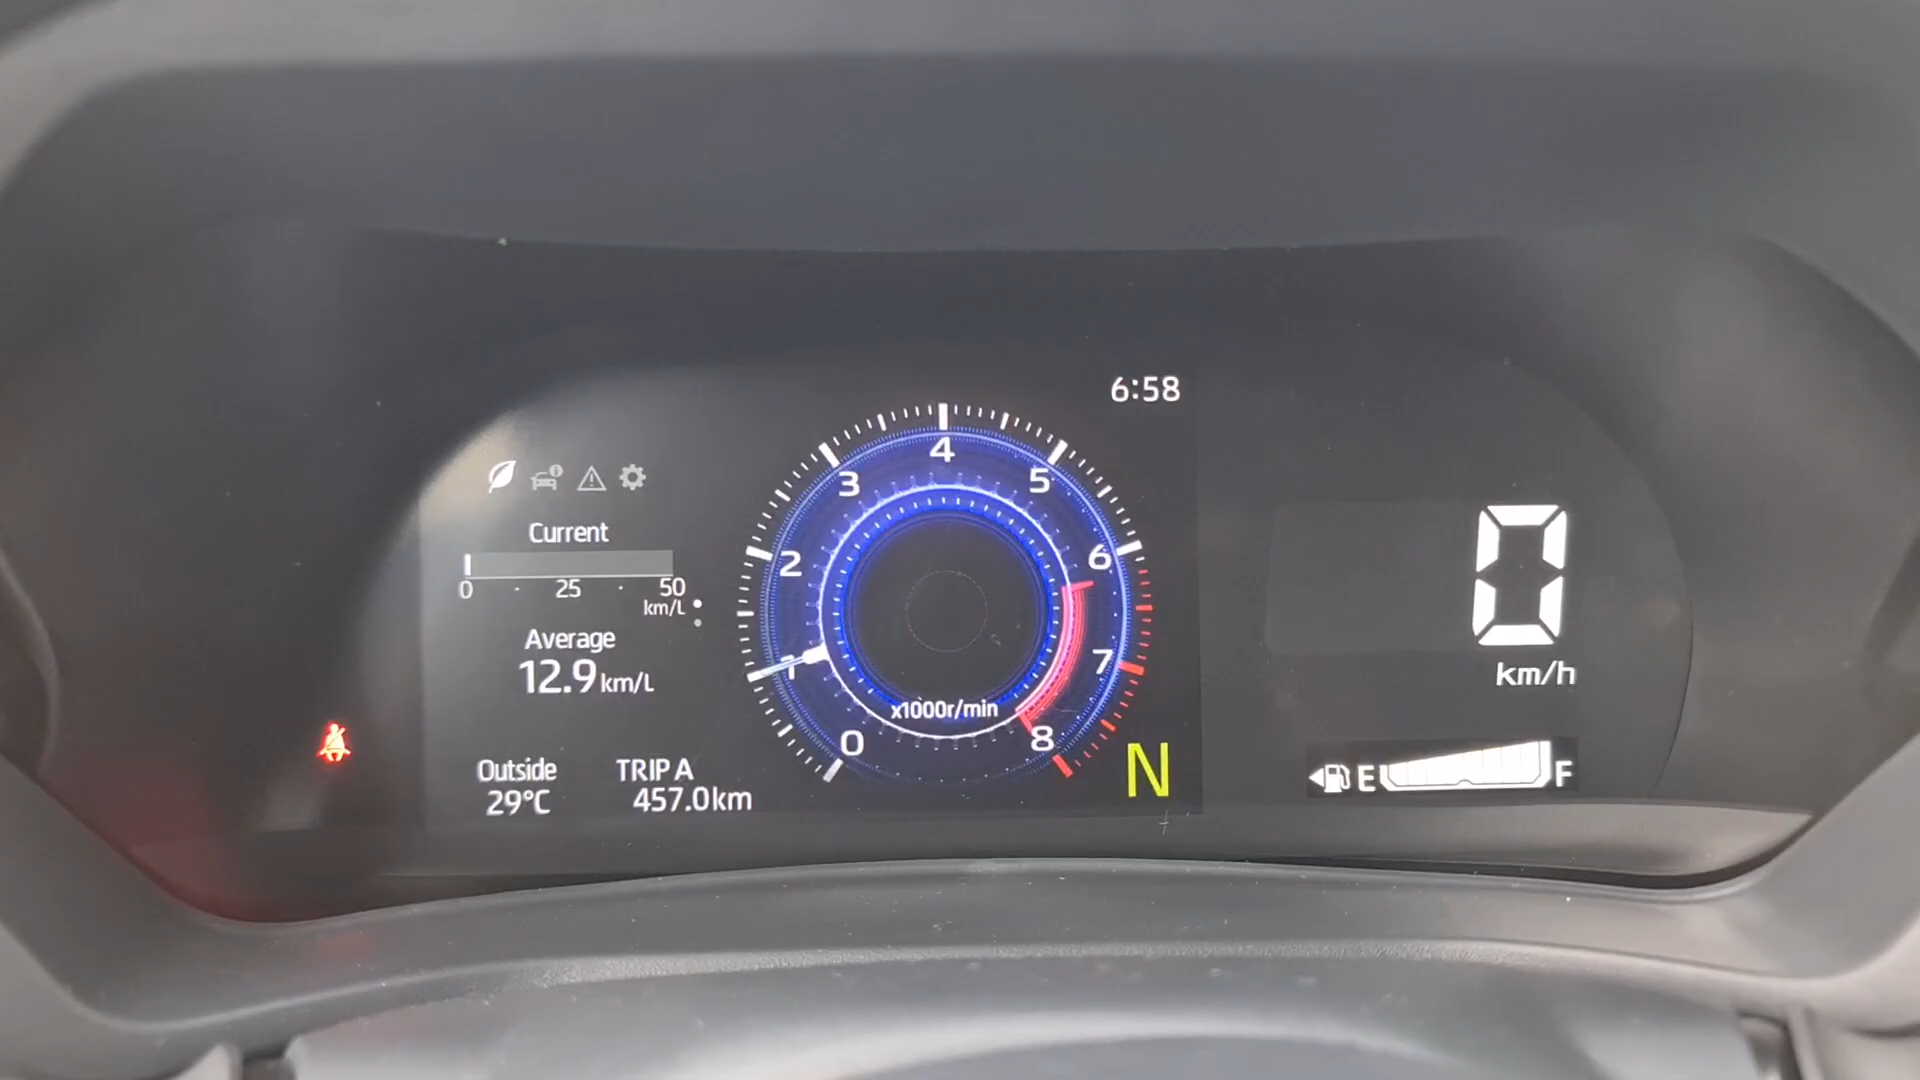 6:58
Current
0 25 50
km/L
Average
12.9 km/L
Outside
29°C
TRIP A
457.0km
0
1
2
3
4
5
6
7
8
x1000r/min
N
0
km/h
E F